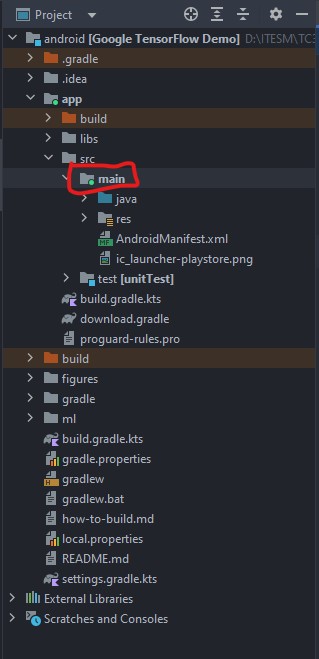 Project
android [Google TensorFlow Demo] D:\ITESM\TC3
.gradle
.idea
app
build
libs
src
main
java
res
AndroidManifest.xml
ic_launcher-playstore.png
test [unitTest]
build.gradle.kts
download.gradle
proguard-rules.pro
build
figures
gradle
ml
build.gradle.kts
gradle.properties
gradlew
gradlew.bat
how-to-build.md
local.properties
README.md
settings.gradle.kts
External Libraries
Scratches and Consoles